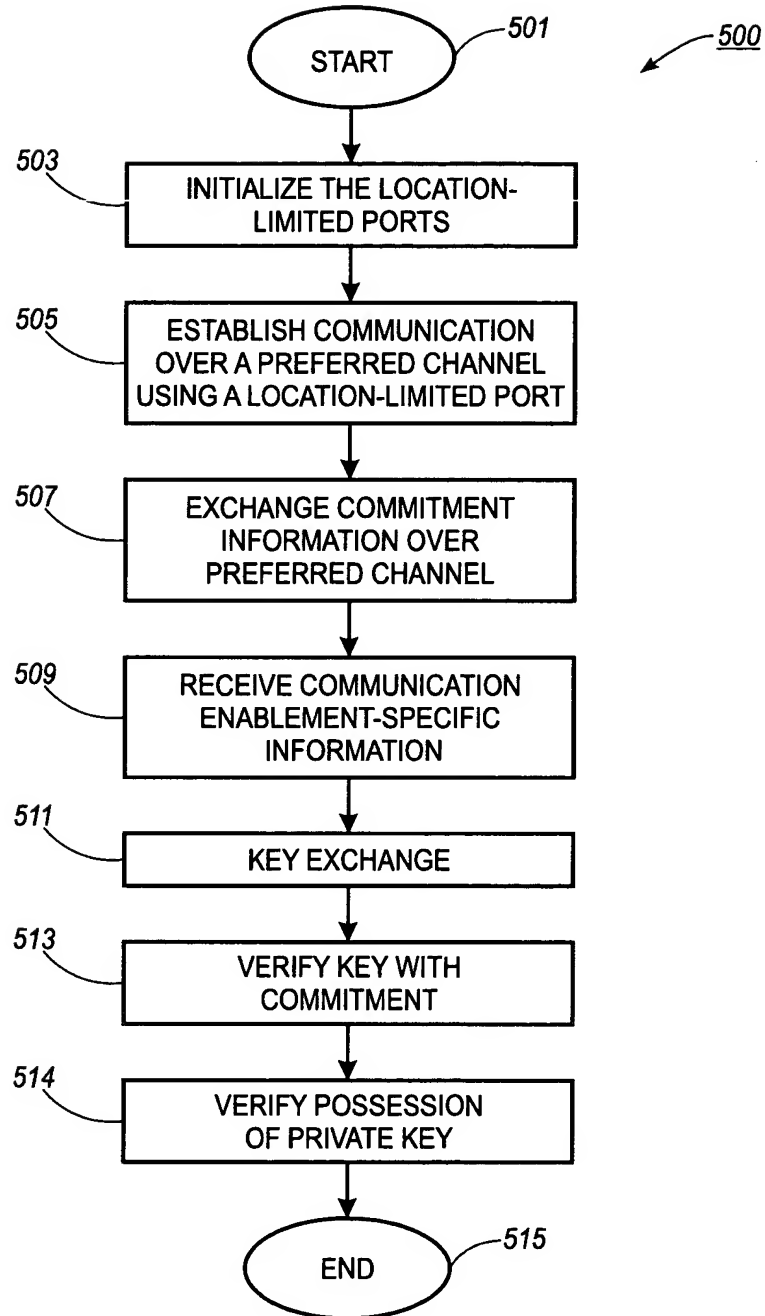 START
501
500
503
INITIALIZE THE LOCATION-
LIMITED PORTS
505
ESTABLISH COMMUNICATION
OVER A PREFERRED CHANNEL
USING A LOCATION-LIMITED PORT
507
EXCHANGE COMMITMENT
INFORMATION OVER
PREFERRED CHANNEL
509
RECEIVE COMMUNICATION
ENABLEMENT-SPECIFIC
INFORMATION
511
KEY EXCHANGE
513
VERIFY KEY WITH
COMMITMENT
514
VERIFY POSSESSION
OF PRIVATE KEY
END
515